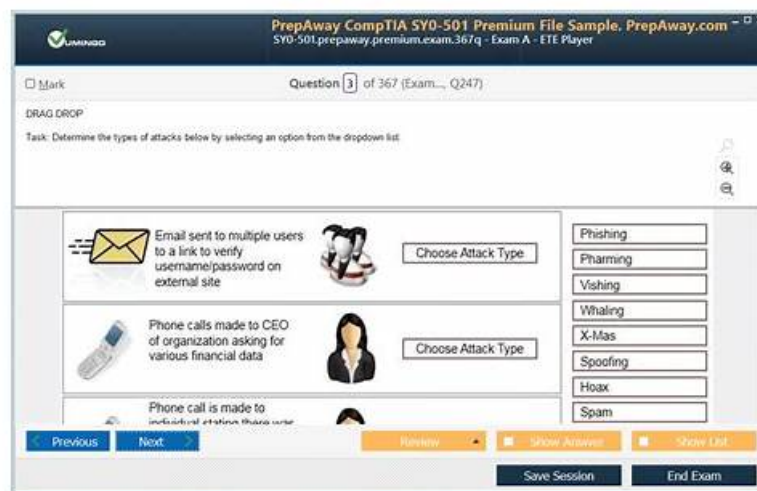 PrepAway CompTIA SY0-501 Premium File Sample. PrepAway.com
VUMINGO
SY0-501.prepaway.premium.exam.367q - Exam A - ETE Player
Mark
Question 3 of 367 (Exam..., Q247)
DRAG DROP
Task: Determine the types of attacks below by selecting an option from the dropdown list
Email sent to multiple users
to a link to verify
username/password on
external site
Choose Attack Type
Phone calls made to CEO
of organization asking for
various financial data
Choose Attack Type
Phone call is made to
individual stating there was
Phishing
Pharming
Vishing
Whaling
X-Mas
Spoofing
Hoax
Spam
Previous
Next
Review
Show Answer
Show List
Save Session
End Exam